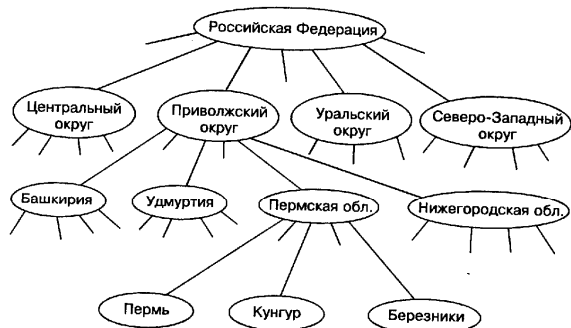 Российская Федерация
Центральный
округ
Приволжский
округ
Уральский
округ
Северо-Западный
округ
Башкирия
Удмуртия
Пермская обл.
Нижегородская обл.
Пермь
Кунгур
Березники